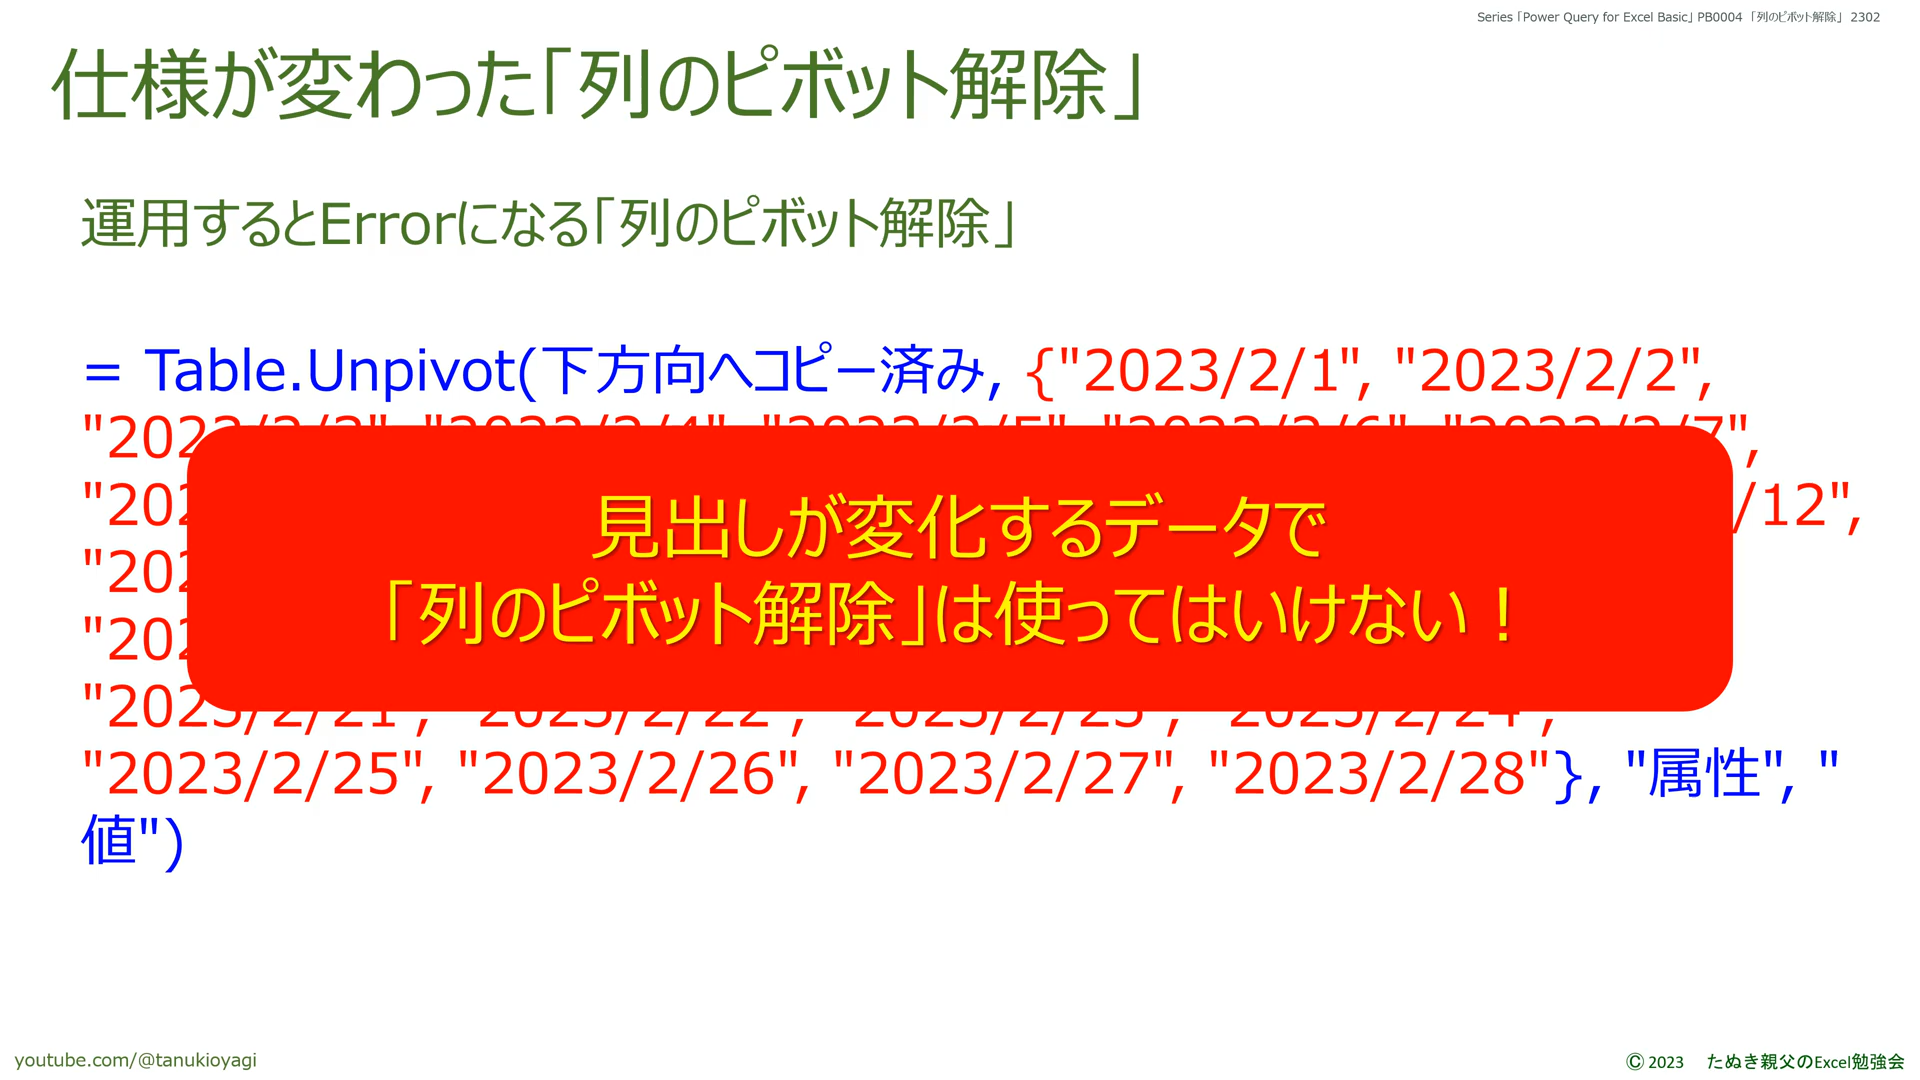 Series「Power Query for Excel Basic」PB0004 「列のピボット解除」 2302
仕様が変わった「列のピボット解除」
運用するとErrorになる「列のピボット解除」
= Table.Unpivot(下方向へコピー済み, {"2023/2/1", "2023/2/2",
"2023/2/3", "2023/2/4", "2023/2/5", "2023/2/6", "2023/2/7",
"202 /12",
"202
"202
見出しが変化するデータで
「列のピボット解除」は使ってはいけない！
"2023/2/21", "2023/2/22", "2023/2/23", "2023/2/24",
"2023/2/25", "2023/2/26", "2023/2/27", "2023/2/28"}, "属性", "
値")
youtube.com/@tanukioyagi
Ⓒ 2023 たぬき親父のExcel勉強会